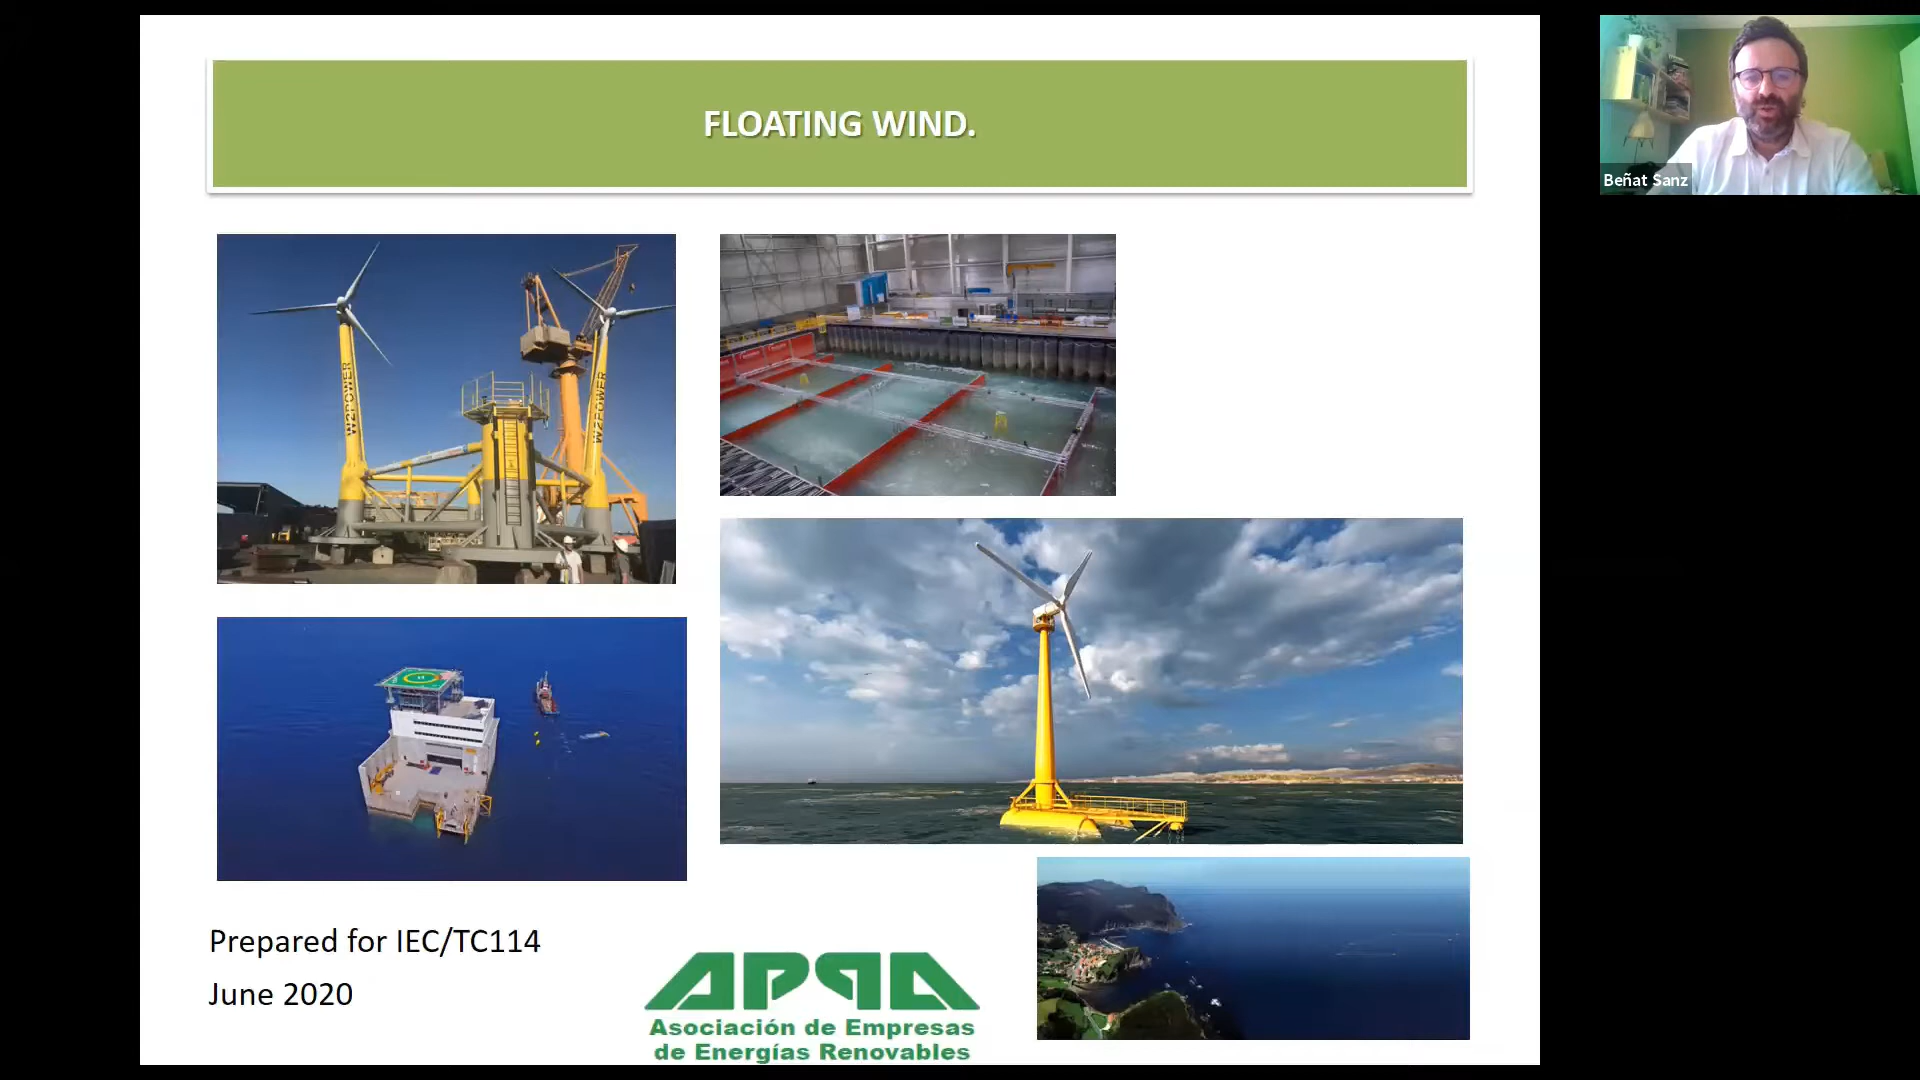 FLOATING WIND.
Beñat Sanz
W2POWER
W2POWER
Prepared for IEC/TC114
June 2020
APPA
Asociación de Empresas
de Energías Renovables